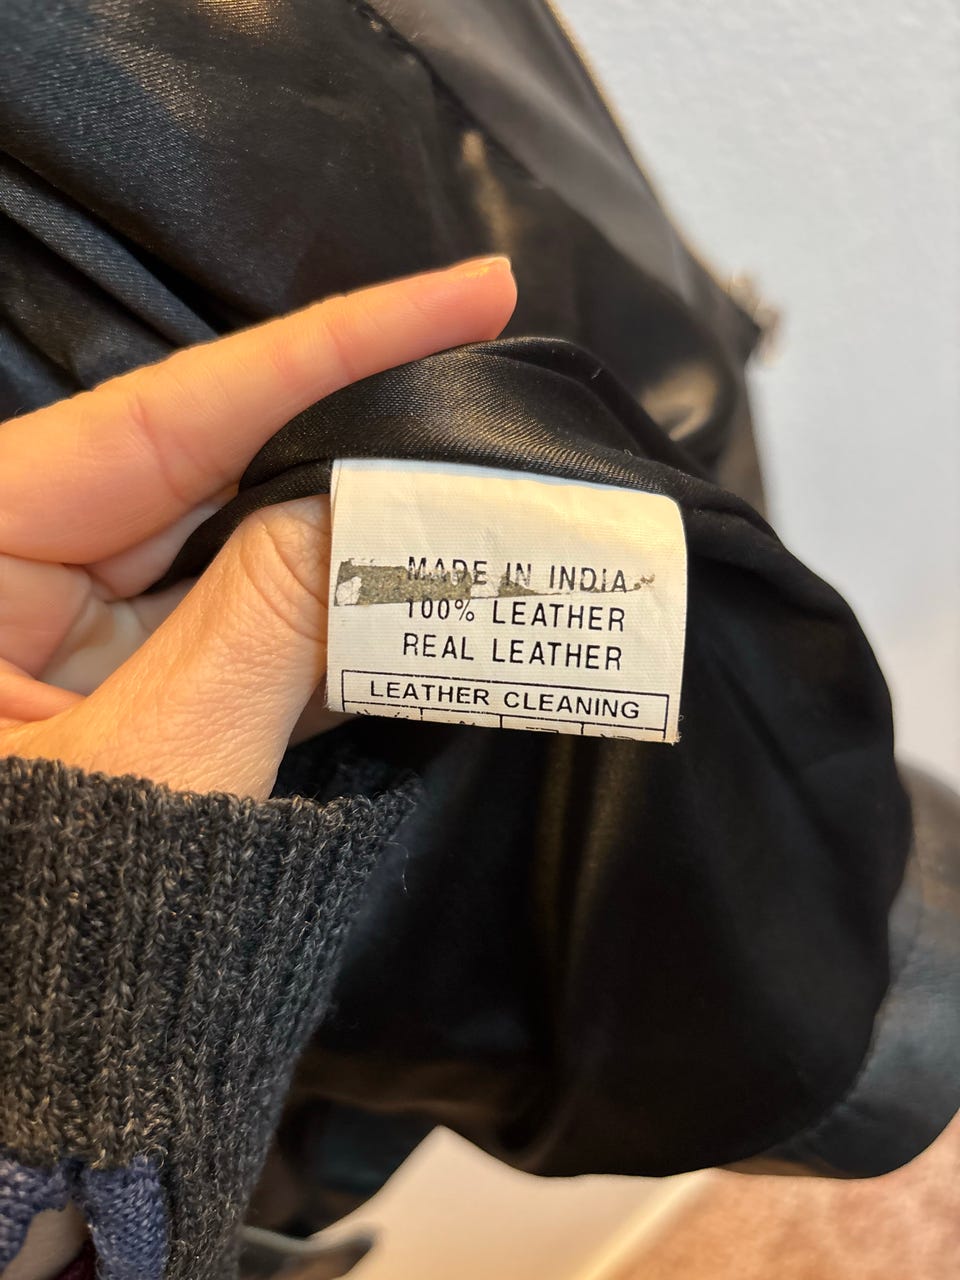 MADE IN INDIA
100% LEATHER
REAL LEATHER
LEATHER CLEANING